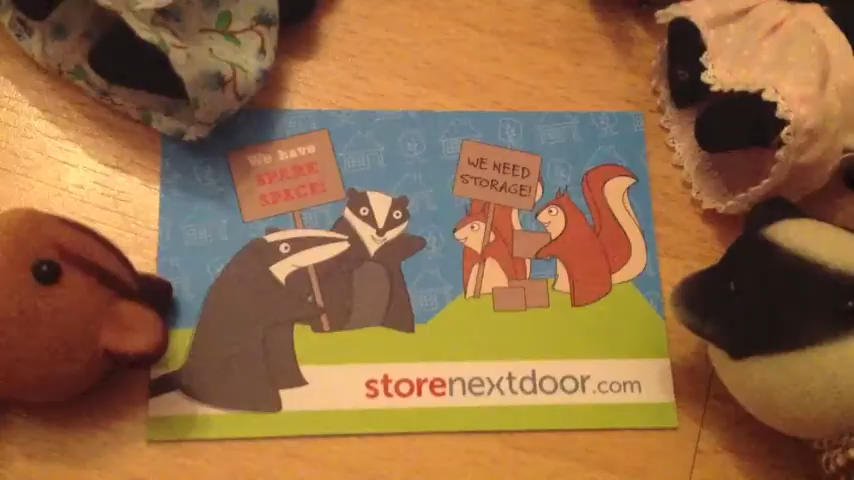 We have
SPARE
SPACE!
WE NEED
STORAGE!
storenextdoor.com